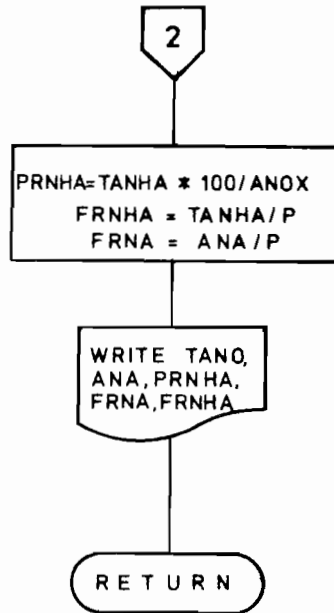 2
PRNHA=TANHA * 100/ANOX
FRNHA = TANHA/P
FRNA = ANA/P
WRITE TANO,
ANA,PRNHA,
FRNA,FRNHA
RETURN